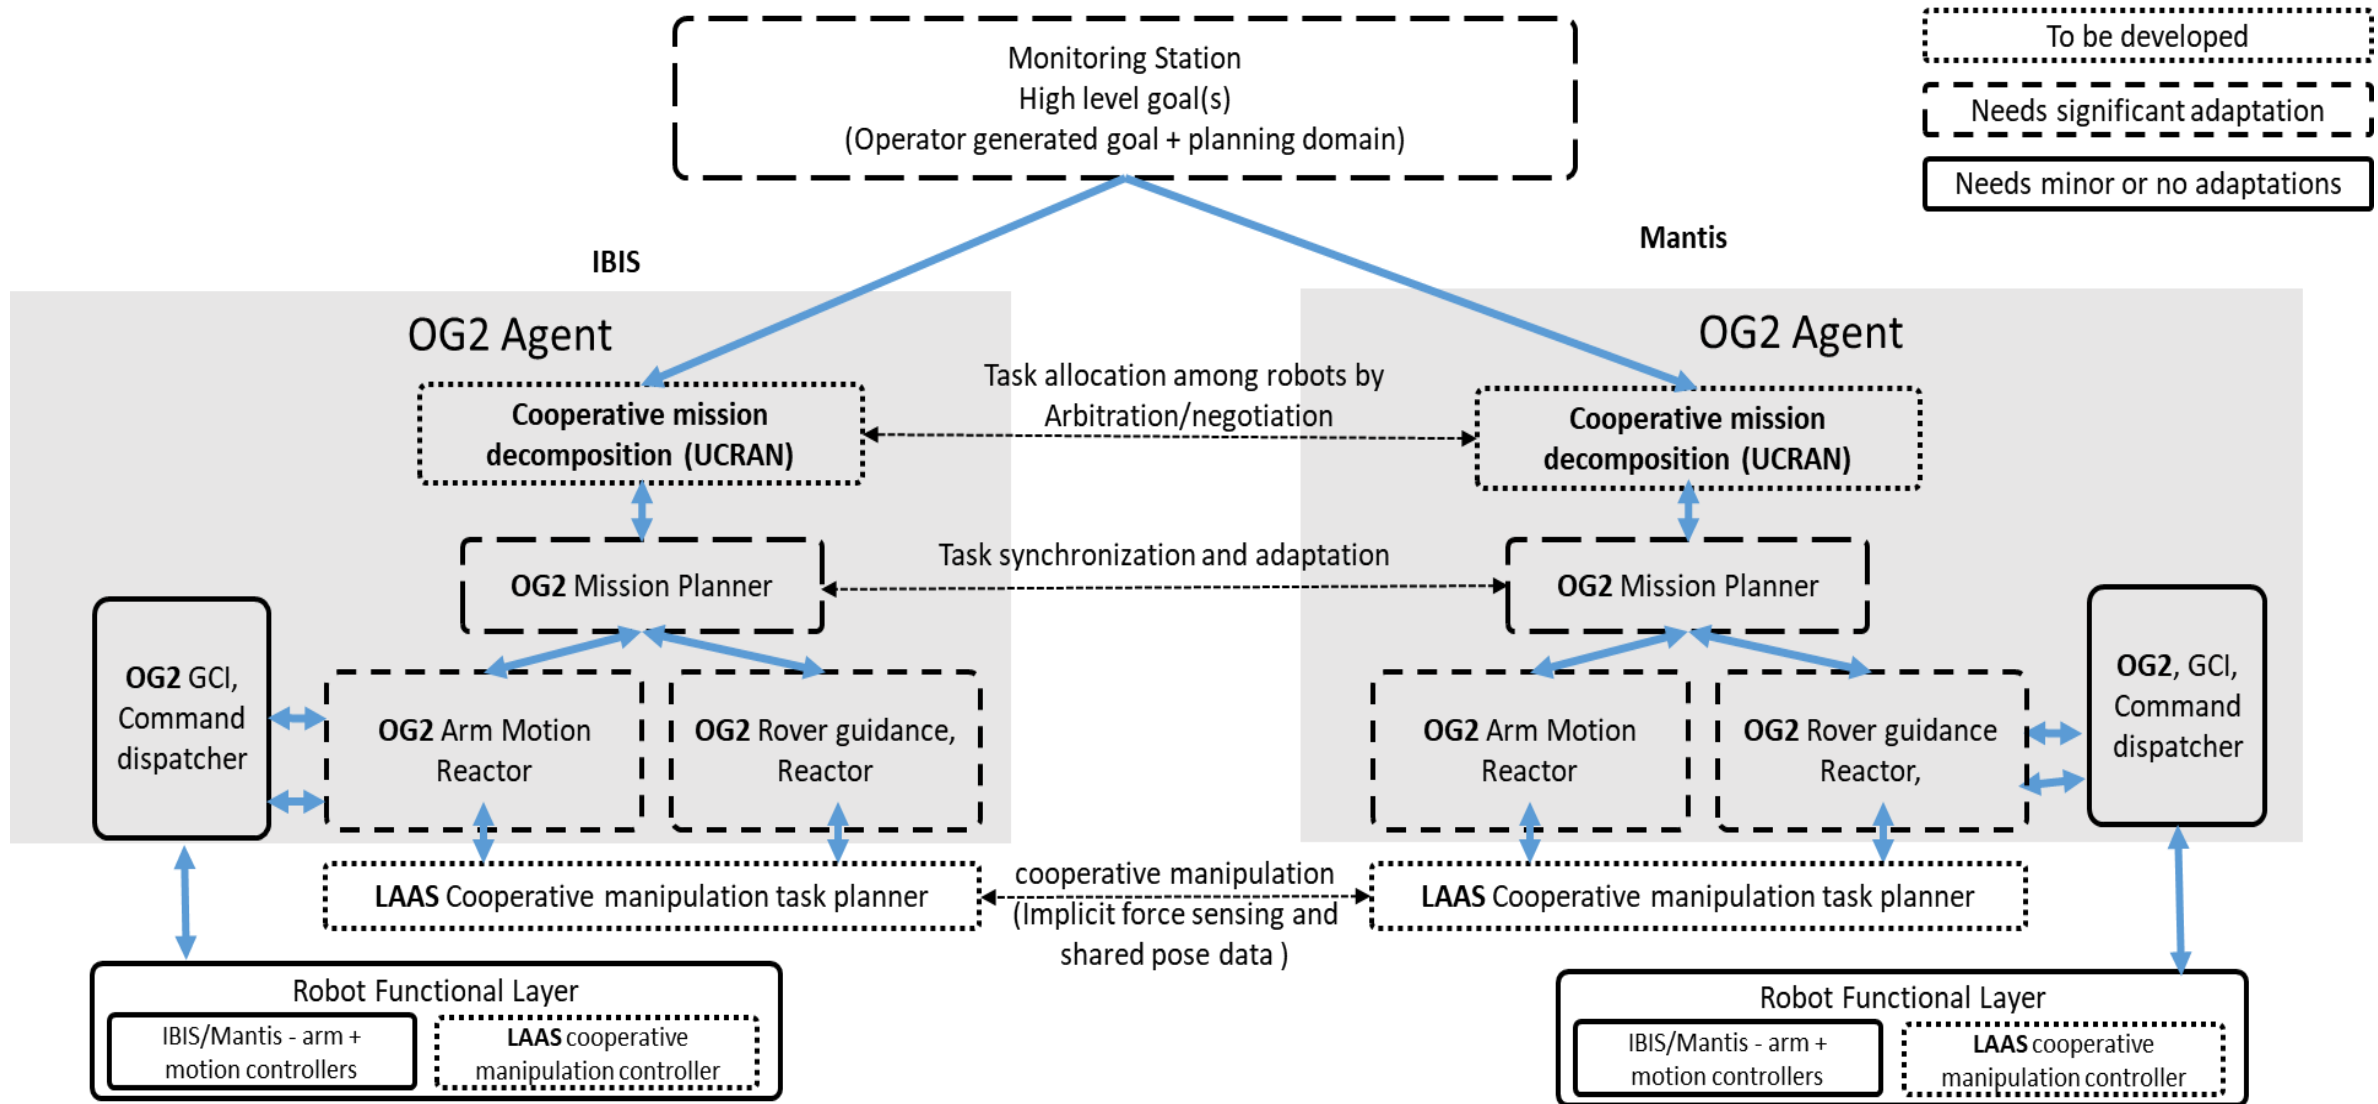 Monitoring Station
High level goal(s)
(Operator generated goal + planning domain)
To be developed
Needs significant adaptation
Needs minor or no adaptations
IBIS
Mantis
OG2 Agent
OG2 Agent
Cooperative mission
decomposition (UCRAN)
Task allocation among robots by
Arbitration/negotiation
Cooperative mission
decomposition (UCRAN)
OG2 Mission Planner
Task synchronization and adaptation
OG2 Mission Planner
OG2 GCI,
Command
dispatcher
OG2 Arm Motion
Reactor
OG2 Rover guidance,
Reactor
OG2 Arm Motion
Reactor
OG2 Rover guidance
Reactor,
OG2, GCI,
Command
dispatcher
LAAS Cooperative manipulation task planner
cooperative manipulation
(Implicit force sensing and
shared pose data )
LAAS Cooperative manipulation task planner
Robot Functional Layer
IBIS/Mantis - arm +
motion controllers
LAAS cooperative
manipulation controller
Robot Functional Layer
IBIS/Mantis - arm +
motion controllers
LAAS cooperative
manipulation controller